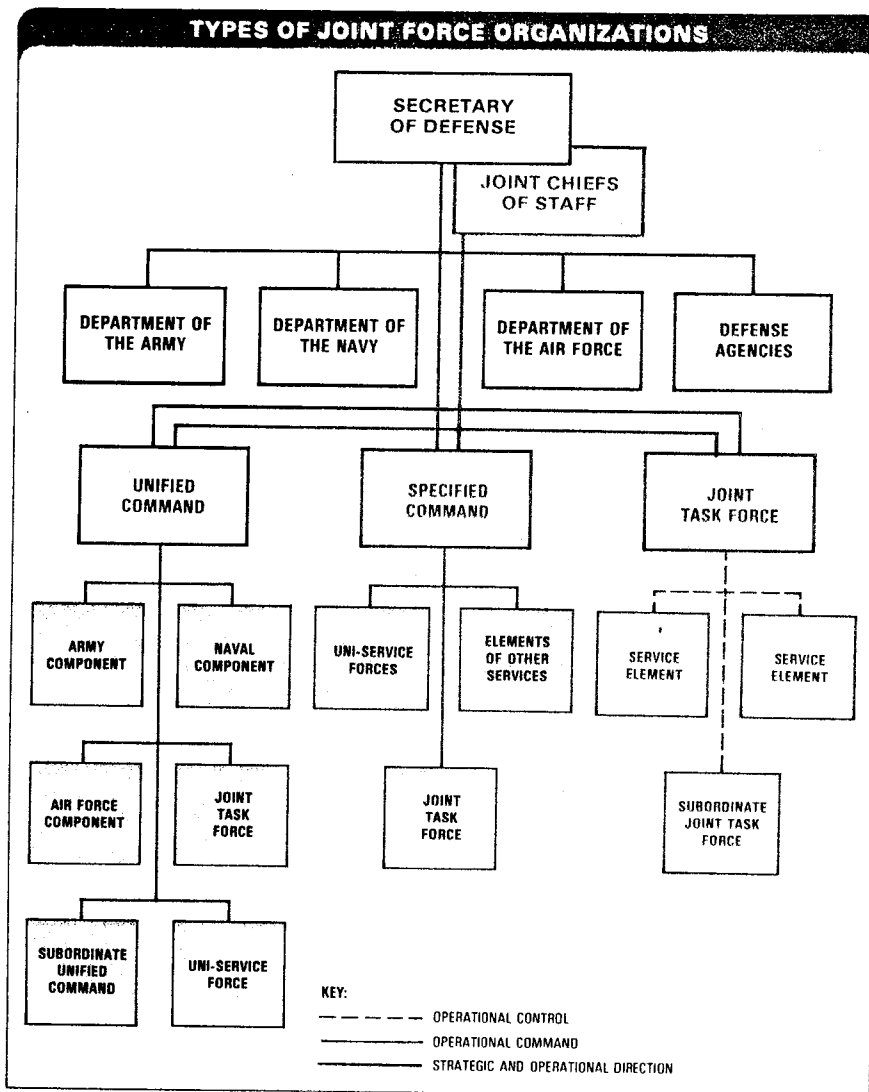 TYPES OF JOINT FORCE ORGANIZATIONS
SECRETARY
OF DEFENSE
JOINT CHIEFS
OF STAFF
DEPARTMENT OF
THE ARMY
DEPARTMENT OF
THE NAVY
DEPARTMENT OF
THE AIR FORCE
DEFENSE
AGENCIES
UNIFIED
COMMAND
SPECIFIED
COMMAND
JOINT
TASK FORCE
ARMY
COMPONENT
NAVAL
COMPONENT
UNI-SERVICE
FORCES
ELEMENTS
OF OTHER
SERVICES
SERVICE
ELEMENT
SERVICE
ELEMENT
AIR FORCE
COMPONENT
JOINT
TASK
FORCE
JOINT
TASK
FORCE
SUBORDINATE
JOINT TASK
FORCE
SUBORDINATE
UNIFIED
COMMAND
UNI-SERVICE
FORCE
KEY:
OPERATIONAL CONTROL
OPERATIONAL COMMAND
STRATEGIC AND OPERATIONAL DIRECTION